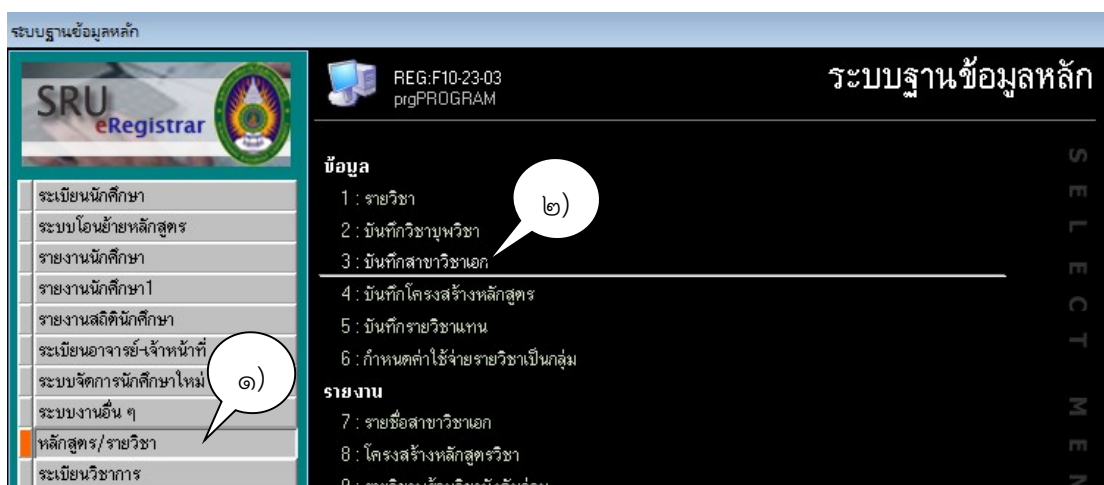 ระบบฐานข้อมูลหลัก
SRU
eRegistrar
REG:F10-23-03
prgPROGRAM
ระบบฐานข้อมูลหลัก
ระเบียนนักศึกษา
ระบบโอนย้ายหลักสูตร
รายงานนักศึกษา
รายงานนักศึกษา1
รายงานสถิตินักศึกษา
ระเบียนอาจารย์-เจ้าหน้าที่
ระบบจัดการนักศึกษาใหม่
ระบบงานอื่น ๆ
หลักสูตร/รายวิชา
ระเบียนวิชาการ
๑)
ข้อมูล
1 : รายวิชา
2 : บันทึกวิชาบุพวิชา
3 : บันทึกสาขาวิชาเอก
4 : บันทึกโครงสร้างหลักสูตร
5 : บันทึกรายวิชาแทน
6 : กำหนดค่าใช้จ่ายรายวิชาเป็นกลุ่ม
รายงาน
7 : รายชื่อสาขาวิชาเอก
8 : โครงสร้างหลักสูตรวิชา
๒)
SELECT MEN